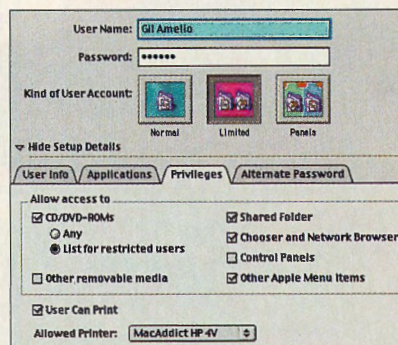 User Name: Gil Amelio
Password: ••••••
Kind of User Account:
Normal Limited Panels
Hide Setup Details
User Info Applications Privileges Alternate Password
Allow access to
CD/DVD-ROMs Shared Folder
Any Chooser and Network Browser
List for restricted users Control Panels
Other removable media Other Apple Menu Items
User Can Print
Allowed Printer: MacAddict HP 4V